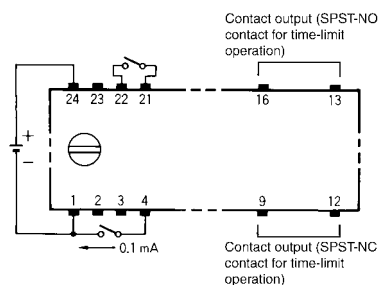 Contact output (SPST-NO
contact for time-limit
operation)
24 23 22 21 16 13
+
−
1 2 3 4 9 12
0.1 mA
Contact output (SPST-NC
contact for time-limit
operation)